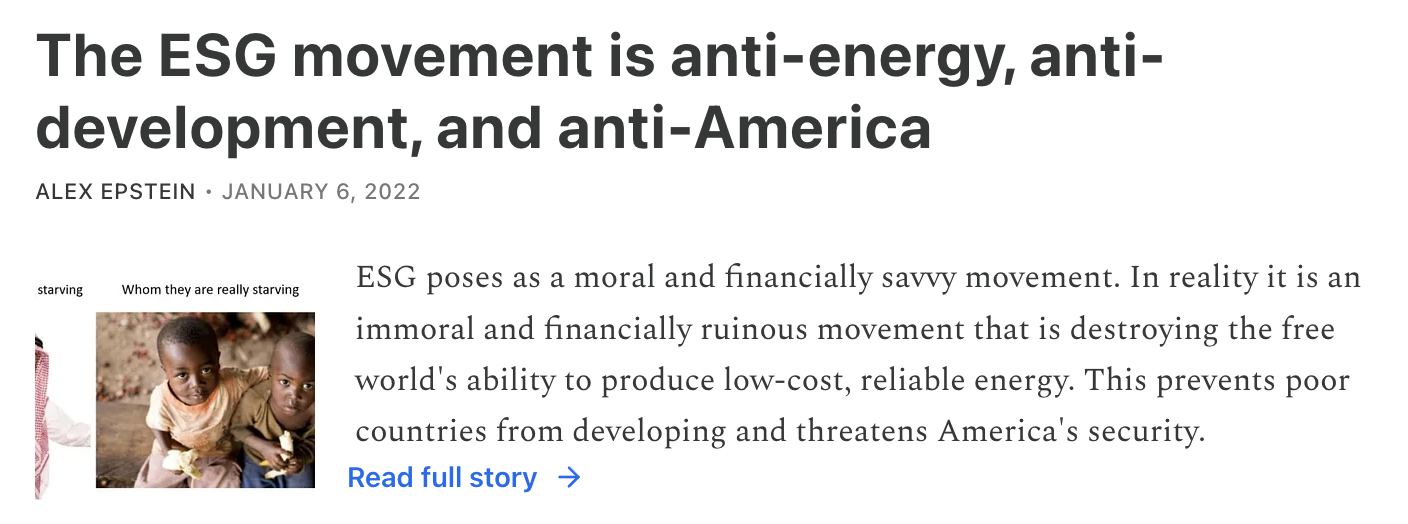 The ESG movement is anti-energy, anti-
development, and anti-America
ALEX EPSTEIN • JANUARY 6, 2022
starving
Whom they are really starving
ESG poses as a moral and financially savvy movement. In reality it is an
immoral and financially ruinous movement that is destroying the free
world's ability to produce low-cost, reliable energy. This prevents poor
countries from developing and threatens America's security.
Read full story →